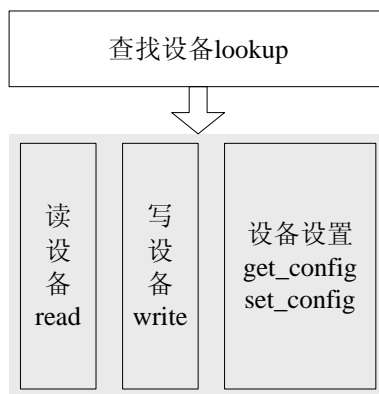 查找设备lookup
读
设
备
read
写
设
备
write
设备设置
get_config
set_config